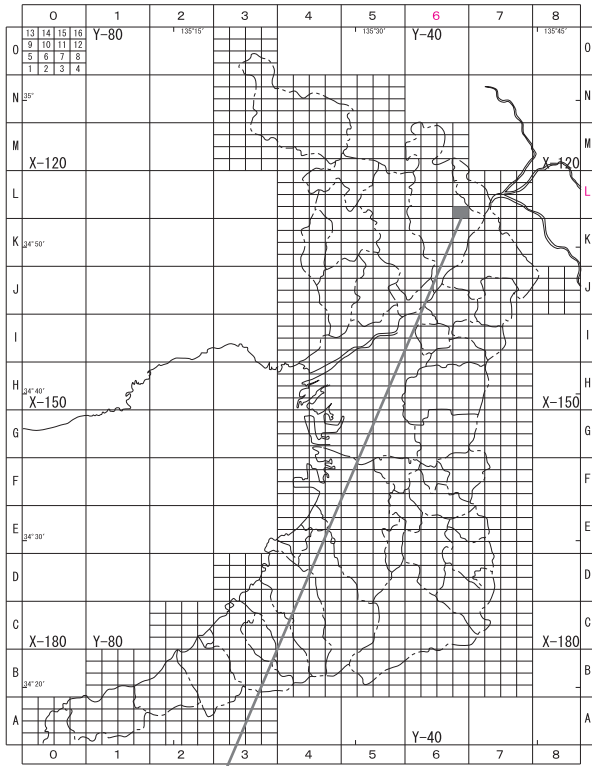 0 1 2 3 4 5 6 7 8
13 14 15 16 Y-80 135°15' 135°30' Y-40 135°45'
O 9 10 11 12 O
5 6 7 8
1 2 3 4
N 35° N
M M
X-120 X-120
L L
K 34°50' K
J J
I I
H 34°40' H
X-150 X-150
G G
F F
E 34°30' E
D D
C C
X-180 Y-80 X-180
B 34°20' B
A A
Y-40
0 1 2 3 4 5 6 7 8